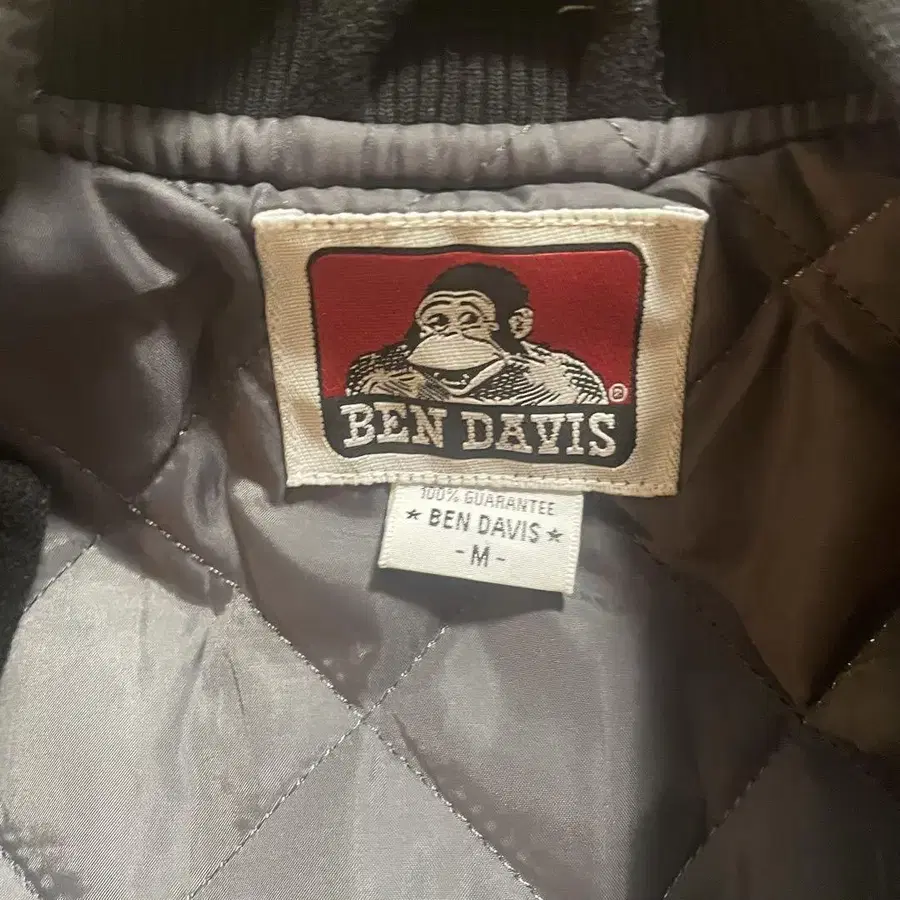 ®
BEN DAVIS
100% GUARANTEE
★ BEN DAVIS ★
- M -